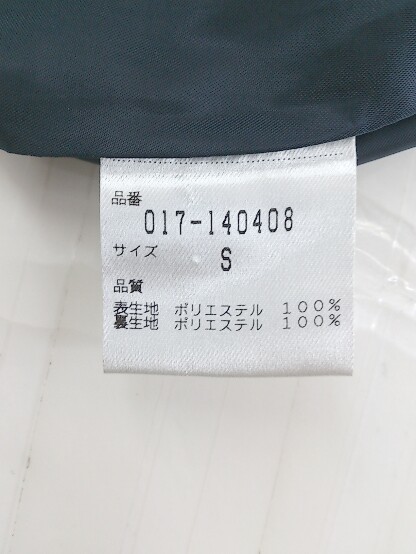 品番
017-140408
サイズ S
品質
表生地 ポリエステル 100%
裏生地 ポリエステル 100%